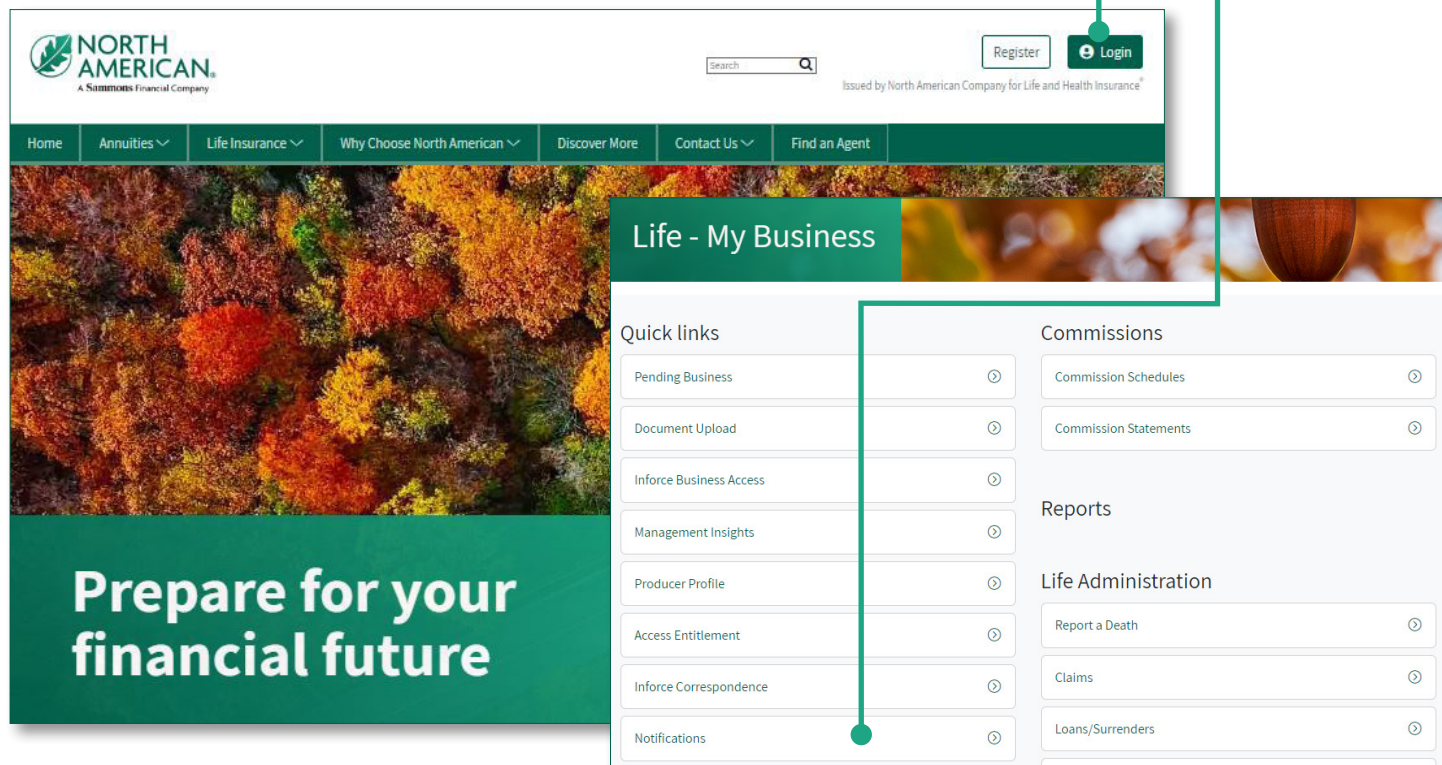 NORTH
AMERICAN®
A Sammons Financial Company
Search
Register
Login
Issued by North American Company for Life and Health Insurance®
Home
Annuities
Life Insurance
Why Choose North American
Discover More
Contact Us
Find an Agent
Prepare for your
financial future
Life - My Business
Quick links
Pending Business
Document Upload
Inforce Business Access
Management Insights
Producer Profile
Access Entitlement
Inforce Correspondence
Notifications
Commissions
Commission Schedules
Commission Statements
Reports
Life Administration
Report a Death
Claims
Loans/Surrenders